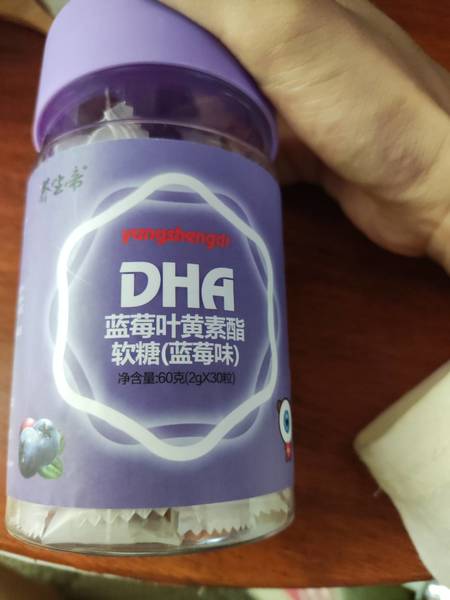 养生帝
yangshengdi
DHA
蓝莓叶黄素酯
软糖(蓝莓味)
净含量:60克(2gX30粒)